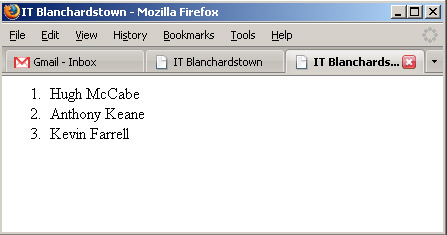 IT Blanchardstown - Mozilla Firefox
File Edit View History Bookmarks Tools Help
Gmail - Inbox IT Blanchardstown IT Blanchards...
1. Hugh McCabe
2. Anthony Keane
3. Kevin Farrell